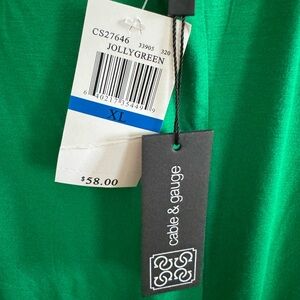 CS27646 33905 320
JOLLYGREEN
XL
$58.00
cable & gauge